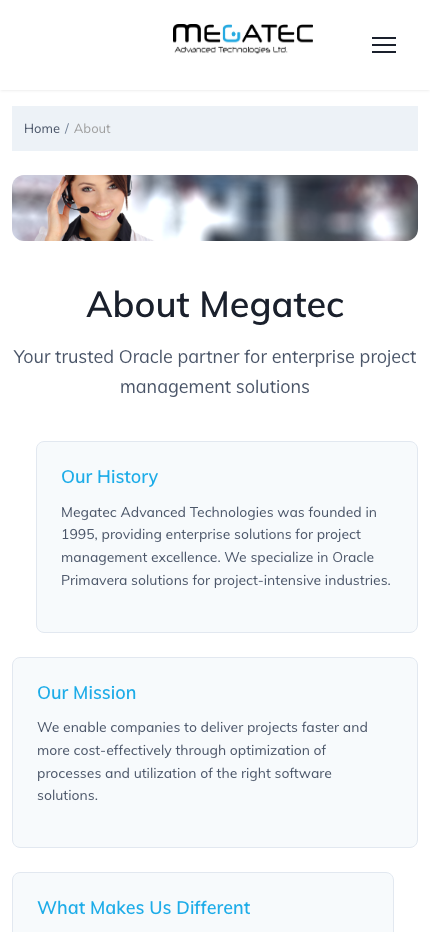 MEGATEC
Advanced Technologies Ltd.
Home / About
About Megatec
Your trusted Oracle partner for enterprise project
management solutions
Our History
Megatec Advanced Technologies was founded in
1995, providing enterprise solutions for project
management excellence. We specialize in Oracle
Primavera solutions for project-intensive industries.
Our Mission
We enable companies to deliver projects faster and
more cost-effectively through optimization of
processes and utilization of the right software
solutions.
What Makes Us Different